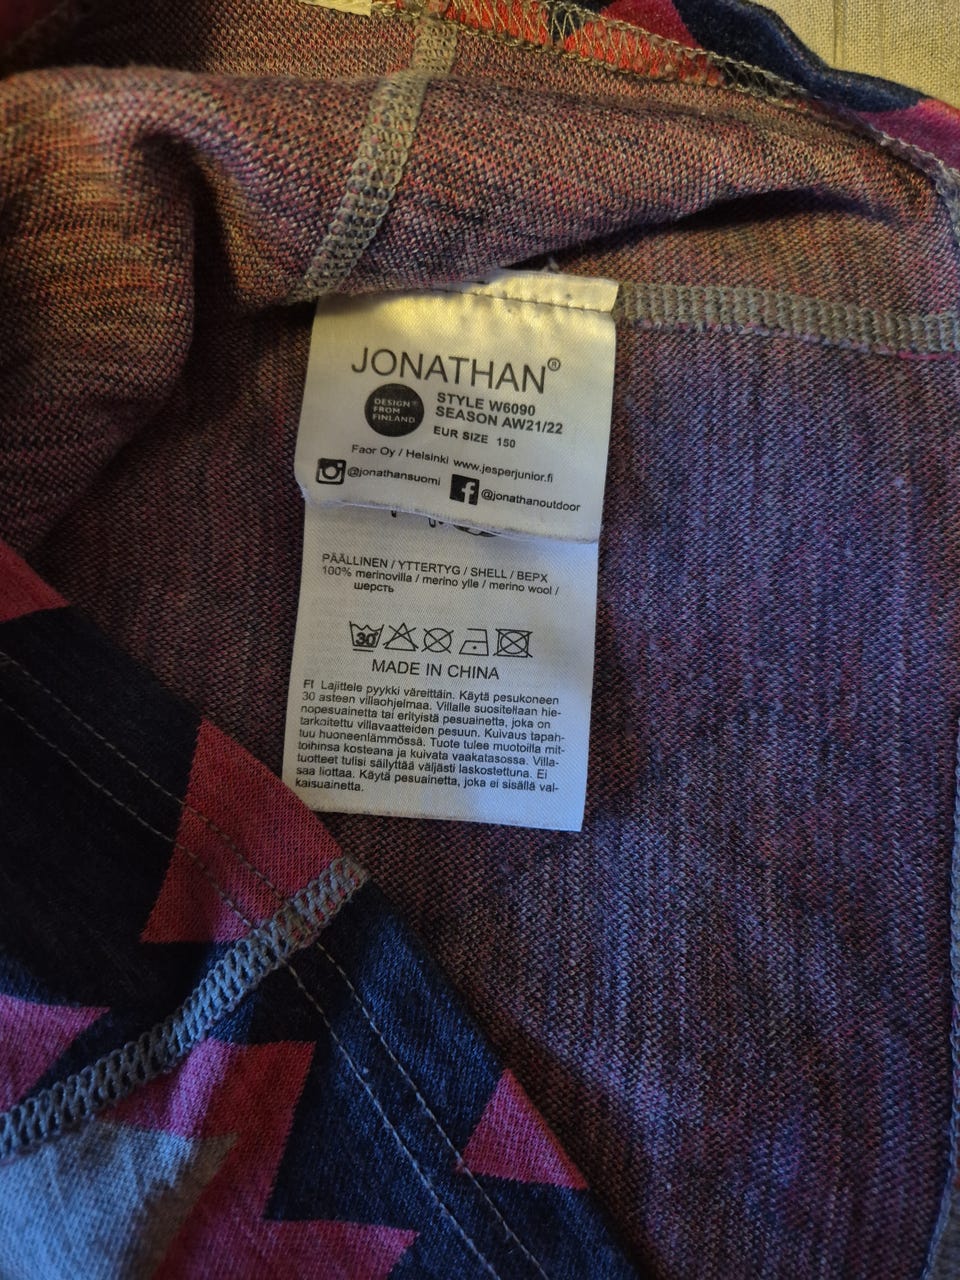 JONATHAN®
DESIGN®
FROM
FINLAND
STYLE W6090
SEASON AW21/22
EUR SIZE 150
Faor Oy / Helsinki www.jesperjunior.fi
@jonathansuomi
@jonathanoutdoor
PÄÄLLINEN / YTTERTYG / SHELL / ВЕРХ
100% merinovilla / merino ylle / merino wool /
шерсть
30
MADE IN CHINA
FI Lajittele pyykki väreittäin. Käytä pesukoneen
30 asteen villaohjelmaa. Villalle suositellaan hie-
nopesuainetta tai erityistä pesuainetta, joka on
tarkoitettu villavaatteiden pesuun. Kuivaus tapah-
tuu huoneenlämmössä. Tuote tulee muotoilla mit-
toihinsa kosteana ja kuivata vaakatasossa. Villa-
tuotteet tulisi säilyttää väljästi laskostettuna. Ei
saa liottaa. Käytä pesuainetta, joka ei sisällä val-
kaisuainetta.